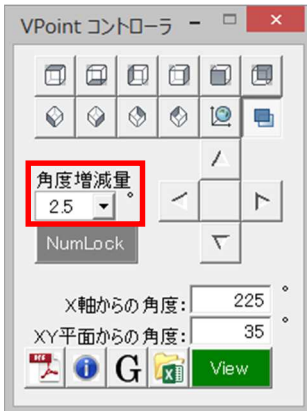 VPoint コントローラ
角度増減量
2.5 °
NumLock
X軸からの角度: 225 °
XY平面からの角度: 35 °
G View